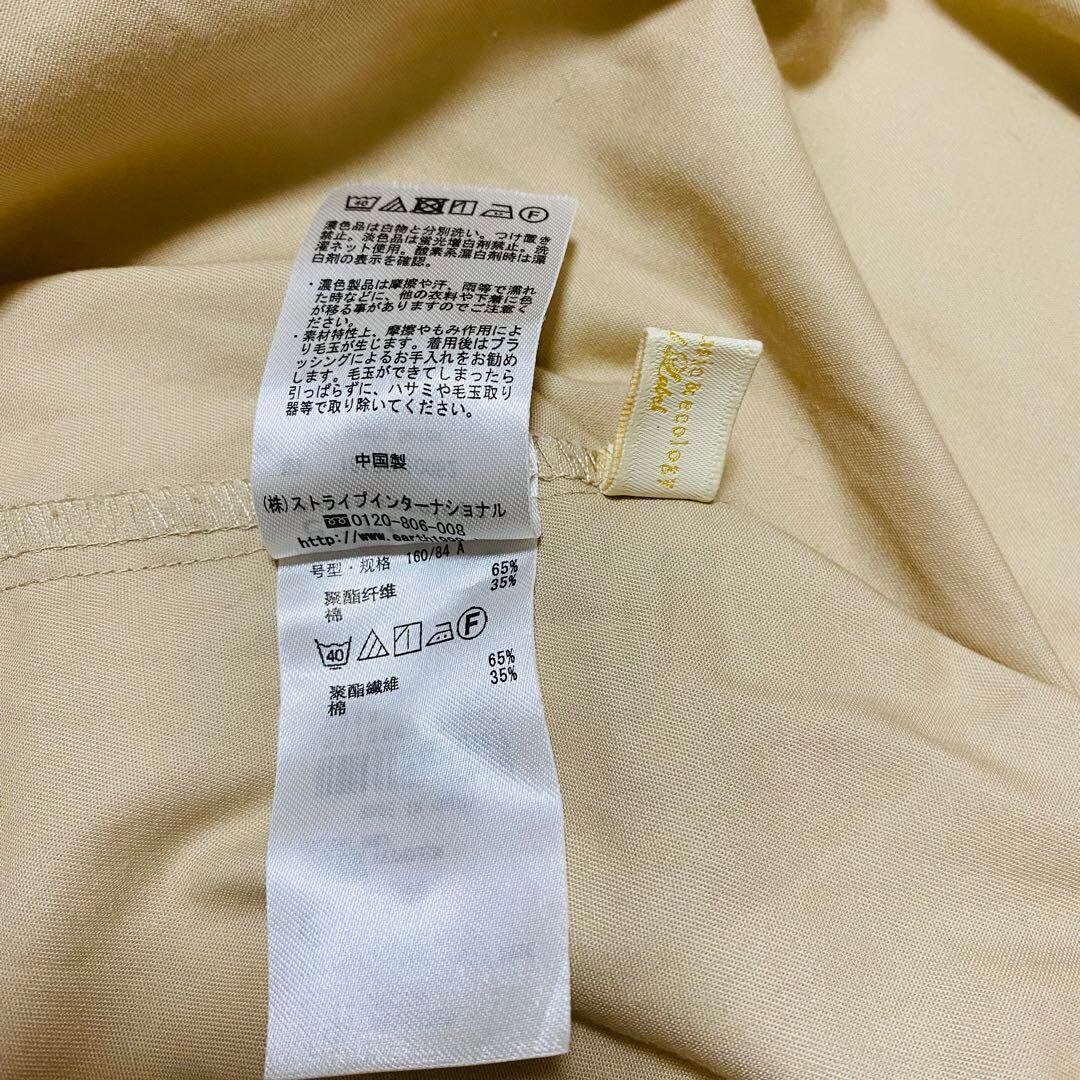 40
F
濃色品は白物と分別洗い。つけ置き
禁止、淡色品は蛍光増白剤禁止。洗
濯ネット使用。酸素系漂白剤時は漂
白剤の表示を確認。
・濃色製品は摩擦や汗、雨等で濡れ
た時などに、他の衣料や下着に色
が移る事がありますのでご注意く
ださい。
・素材特性上、摩擦やもみ作用によ
り毛玉が生じます。着用後はブラ
ッシングによるお手入れをお勧め
します。毛玉ができてしまったら
引っぱらずに、ハサミや毛玉取り
器等で取り除いてください。
中国製
(株)ストライプインターナショナル
0120-806-008
http://www.earth1999
号型・规格 160/84 A
聚酯纤维 65%
棉 35%
40
F
聚酯纖維 65%
棉 35%
&ecology
Label